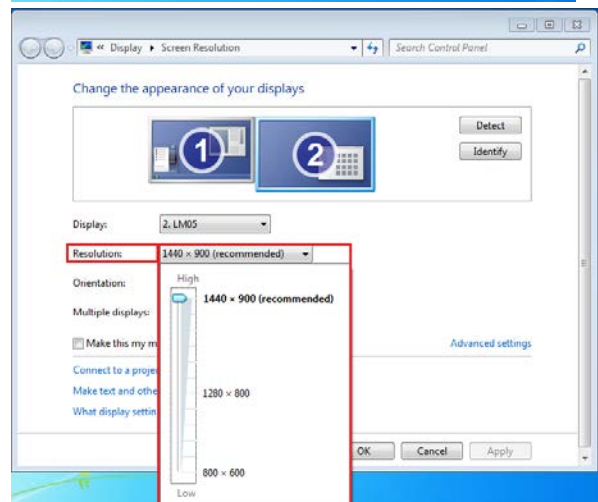 « Display ▸ Screen Resolution
Search Control Panel
Change the appearance of your displays
1
2
Detect
Identify
Display:
2. LM05
Resolution:
1440 × 900 (recommended)
Orientation:
High
1440 × 900 (recommended)
Multiple displays:
Make this my m
Advanced settings
Connect to a proje
Make text and othe
1280 × 800
What display settin
OK
Cancel
Apply
800 × 600
Low